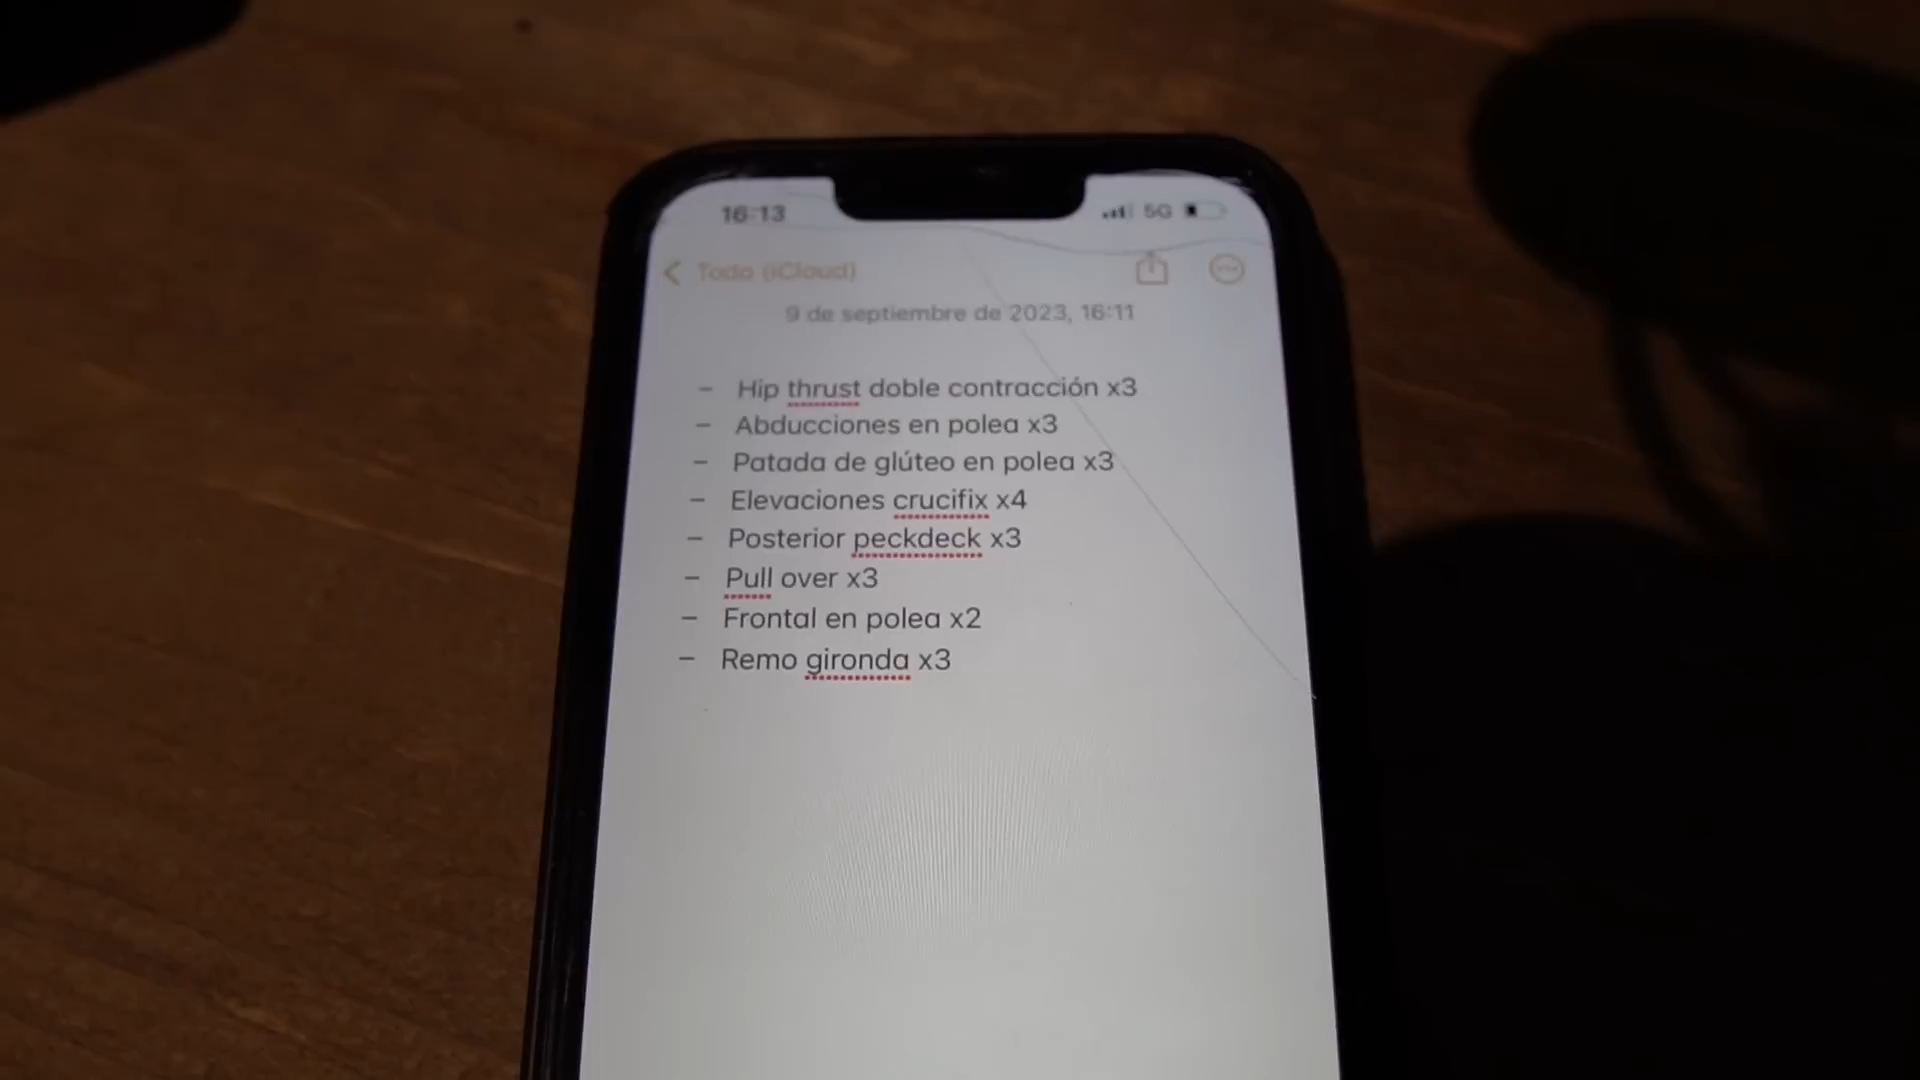 16:13 5G
Todo (iCloud)
9 de septiembre de 2023, 16:11
– Hip thrust doble contracción x3
– Abducciones en polea x3
– Patada de glúteo en polea x3
– Elevaciones crucifix x4
– Posterior peckdeck x3
– Pull over x3
– Frontal en polea x2
– Remo gironda x3